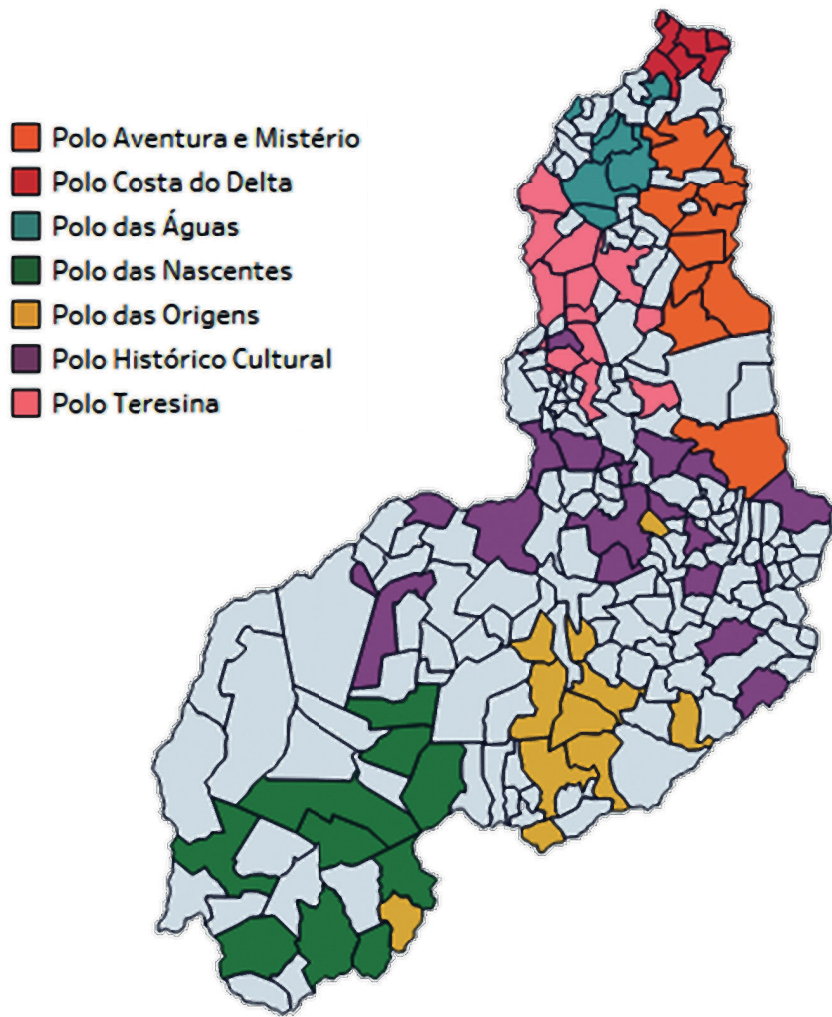 Polo Aventura e Mistério
Polo Costa do Delta
Polo das Águas
Polo das Nascentes
Polo das Origens
Polo Histórico Cultural
Polo Teresina